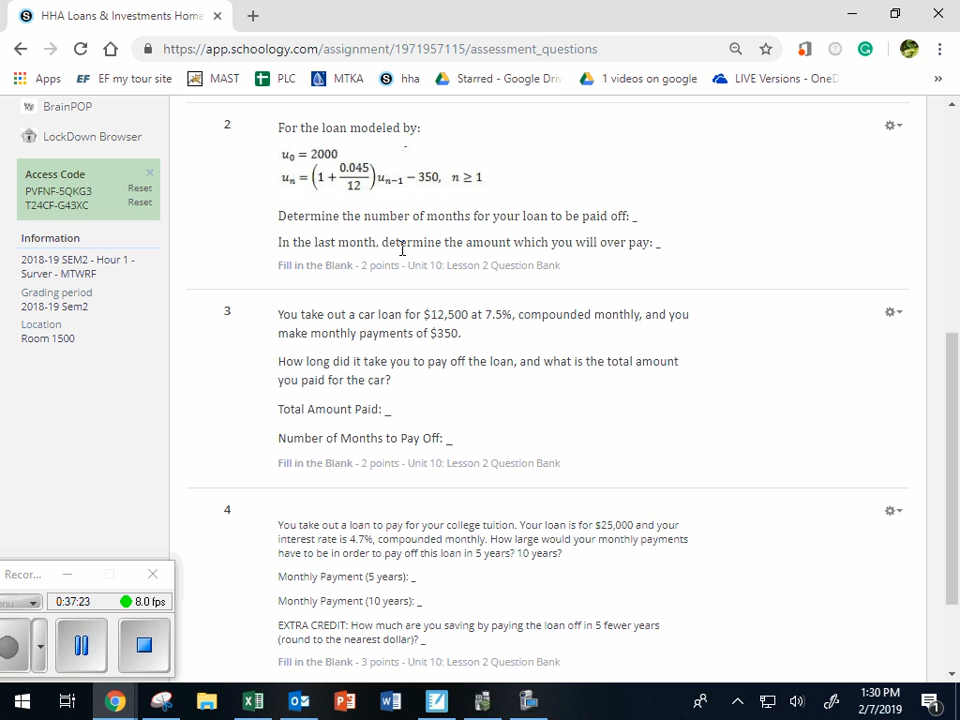 HHA Loans & Investments Home
https://app.schoology.com/assignment/1971957115/assessment_questions
Apps EF EF my tour site MAST PLC MTKA hha Starred - Google Driv 1 videos on google LIVE Versions - OneD »
BrainPOP
LockDown Browser
Access Code
PVFNF-5QKG3 Reset
T24CF-G43XC Reset
Information
2018-19 SEM2 - Hour 1 -
Surver - MTWRF
Grading period
2018-19 Sem2
Location
Room 1500
2
For the loan modeled by:
u₀ = 2000
uₙ = (1 + 0.045/12)uₙ₋₁ − 350, n ≥ 1
Determine the number of months for your loan to be paid off: _
In the last month, determine the amount which you will over pay: _
Fill in the Blank - 2 points - Unit 10: Lesson 2 Question Bank
3
You take out a car loan for $12,500 at 7.5%, compounded monthly, and you
make monthly payments of $350.
How long did it take you to pay off the loan, and what is the total amount
you paid for the car?
Total Amount Paid: _
Number of Months to Pay Off: _
Fill in the Blank - 2 points - Unit 10: Lesson 2 Question Bank
4
You take out a loan to pay for your college tuition. Your loan is for $25,000 and your
interest rate is 4.7%, compounded monthly. How large would your monthly payments
have to be in order to pay off this loan in 5 years? 10 years?
Monthly Payment (5 years): _
Monthly Payment (10 years): _
EXTRA CREDIT: How much are you saving by paying the loan off in 5 fewer years
(round to the nearest dollar)? _
Fill in the Blank - 3 points - Unit 10: Lesson 2 Question Bank
Recor...
enu 0:37:23 8.0 fps
1:30 PM
2/7/2019
1